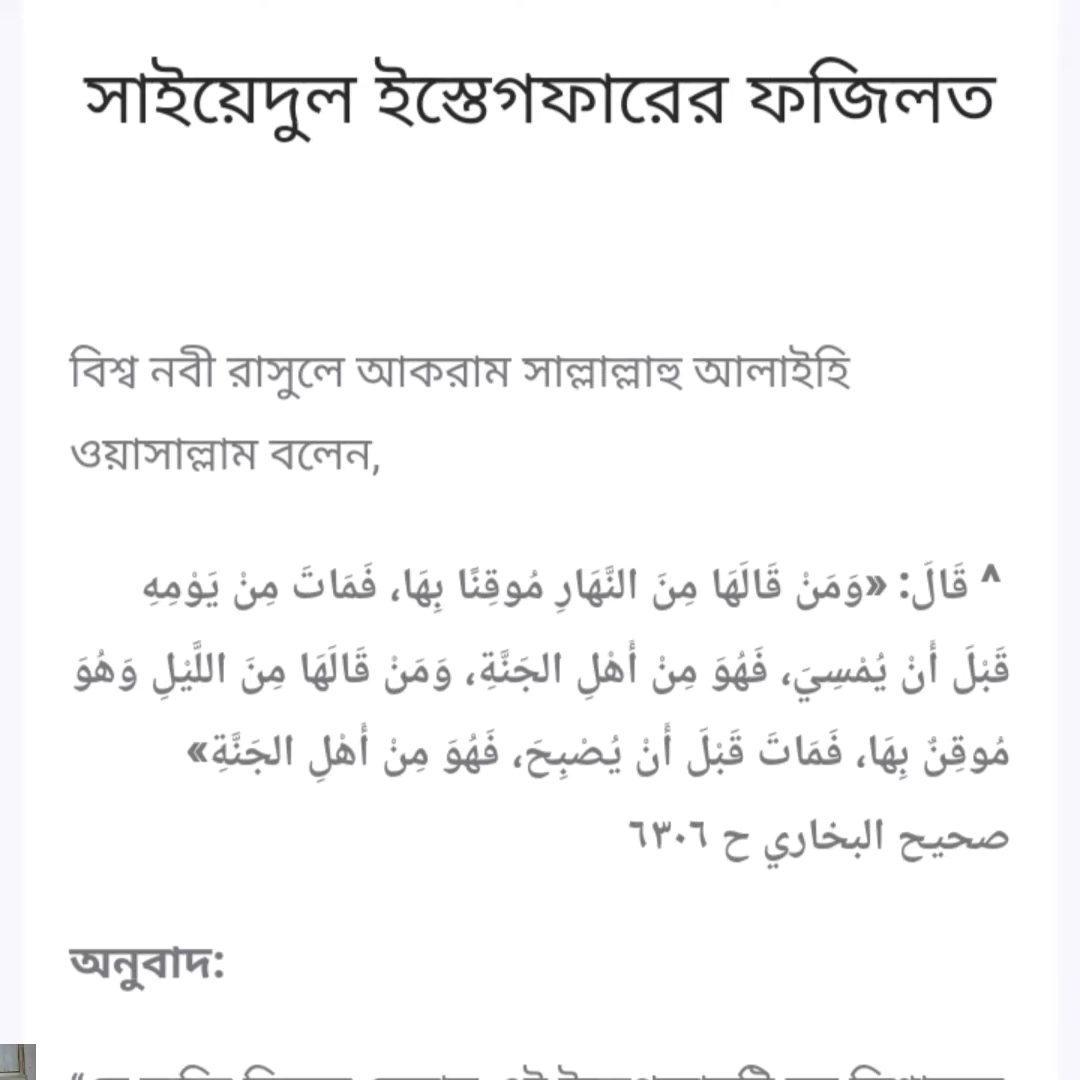 সাইয়েদুল ইস্তেগফারের ফজিলত
বিশ্ব নবী রাসুলে আকরাম সাল্লাল্লাহু আলাইহি
ওয়াসাল্লাম বলেন,
^ قَالَ: «وَمَنْ قَالَهَا مِنَ النَّهَارِ مُوقِنًا بِهَا، فَمَاتَ مِنْ يَوْمِهِ
قَبْلَ أَنْ يُمْسِيَ، فَهُوَ مِنْ أَهْلِ الجَنَّةِ، وَمَنْ قَالَهَا مِنَ اللَّيْلِ وَهُوَ
مُوقِنٌ بِهَا، فَمَاتَ قَبْلَ أَنْ يُصْبِحَ، فَهُوَ مِنْ أَهْلِ الجَنَّةِ»
صحيح البخاري ح ٦٣٠٦
অনুবাদ: